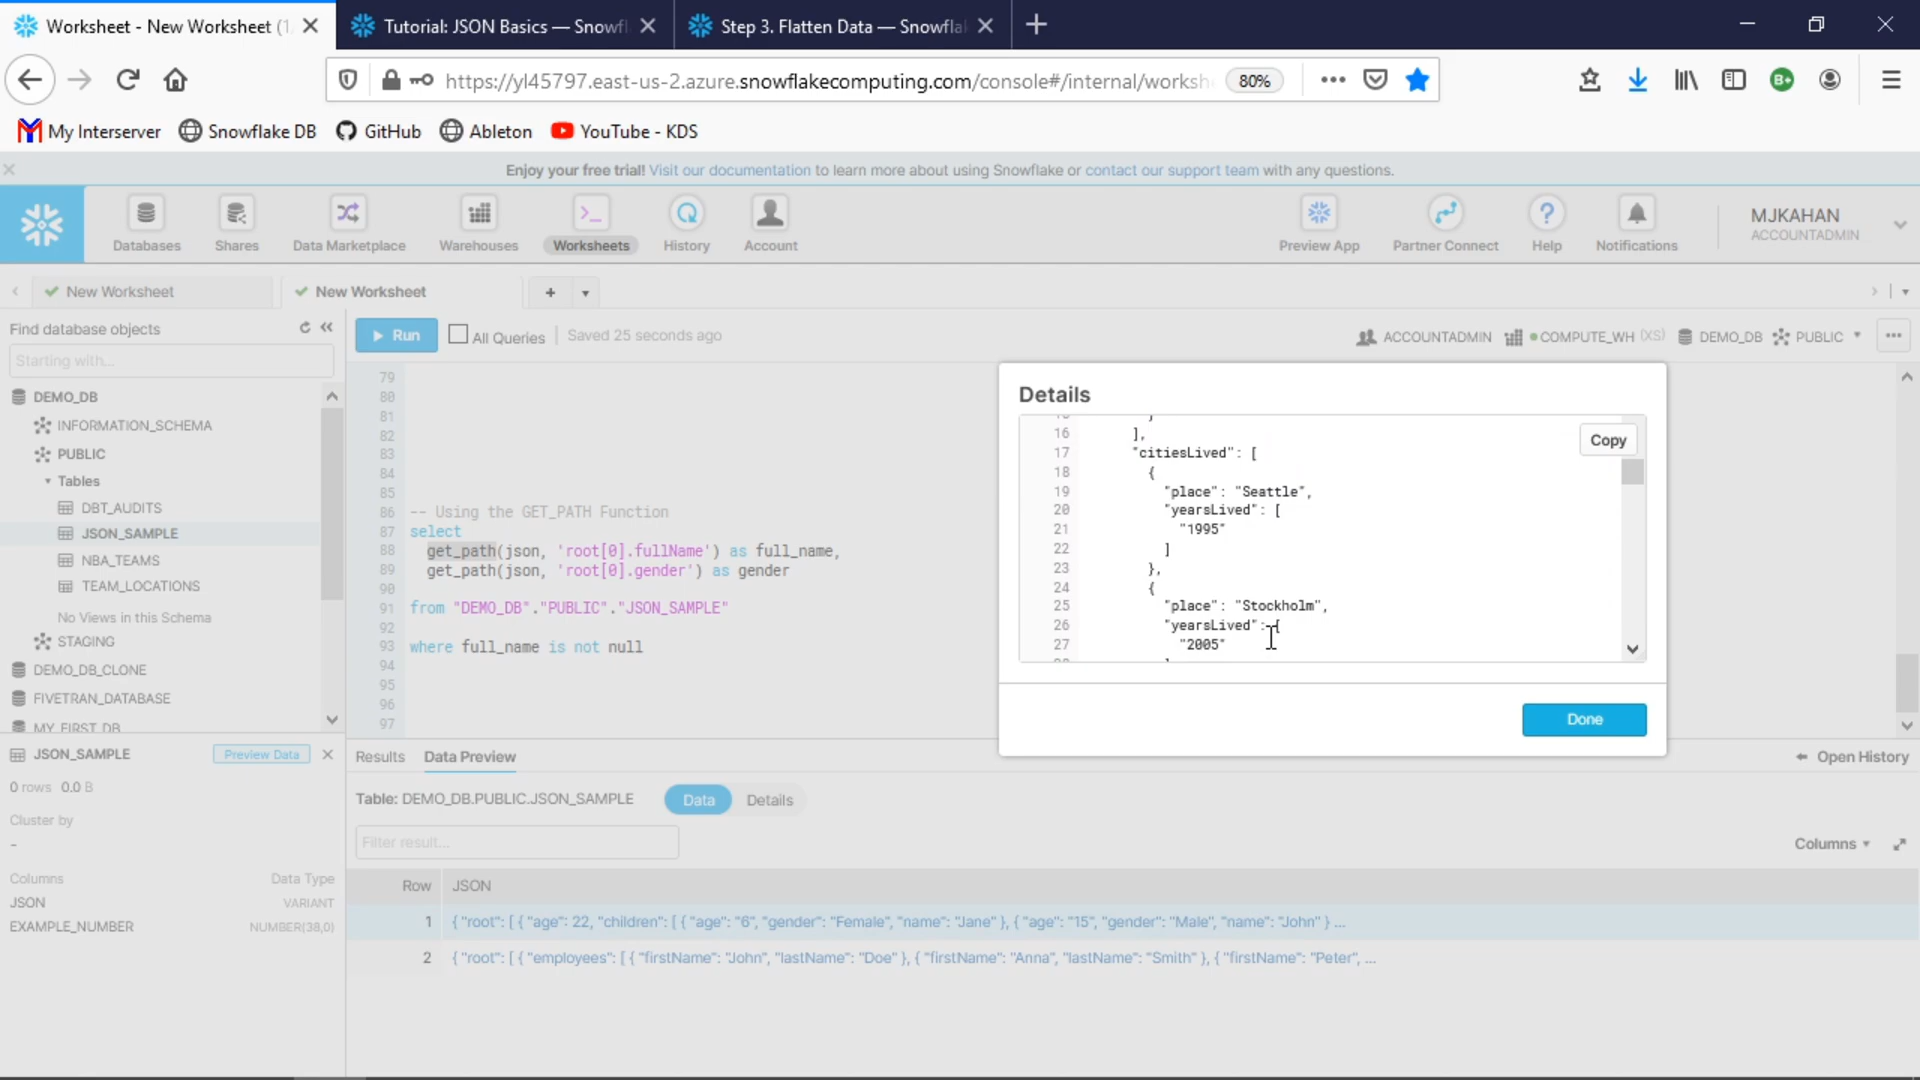 Worksheet - New Worksheet (1
Tutorial: JSON Basics — Snowfl
Step 3. Flatten Data — Snowfla
https://yl45797.east-us-2.azure.snowflakecomputing.com/console#/internal/worksh
80%
My Interserver
Snowflake DB
GitHub
Ableton
YouTube - KDS
Enjoy your free trial! Visit our documentation to learn more about using Snowflake or contact our support team with any questions.
Databases
Shares
Data Marketplace
Warehouses
Worksheets
History
Account
Preview App
Partner Connect
Help
Notifications
MJKAHAN
ACCOUNTADMIN
New Worksheet
New Worksheet
Find database objects
Starting with...
Run
All Queries
Saved 25 seconds ago
ACCOUNTADMIN
COMPUTE_WH (XS)
DEMO_DB
PUBLIC
DEMO_DB
INFORMATION_SCHEMA
PUBLIC
Tables
DBT_AUDITS
JSON_SAMPLE
NBA_TEAMS
TEAM_LOCATIONS
No Views in this Schema
STAGING
DEMO_DB_CLONE
FIVETRAN_DATABASE
MY_FIRST_DB
79
80
81
82
83
84
85
86 -- Using the GET_PATH Function
87 select
88 get_path(json, 'root[0].fullName') as full_name,
89 get_path(json, 'root[0].gender') as gender
90
91 from "DEMO_DB"."PUBLIC"."JSON_SAMPLE"
92
93 where full_name is not null
94
95
96
97
Details
Copy
16 ],
17 "citiesLived": [
18 {
19 "place": "Seattle",
20 "yearsLived": [
21 "1995"
22 ]
23 },
24 {
25 "place": "Stockholm",
26 "yearsLived": [
27 "2005"
Done
JSON_SAMPLE
Preview Data
0 rows 0.0 B
Cluster by
-
Columns
Data Type
JSON
VARIANT
EXAMPLE_NUMBER
NUMBER(38,0)
Results
Data Preview
Open History
Table: DEMO_DB.PUBLIC.JSON_SAMPLE
Data
Details
Filter result...
Columns
Row
JSON
1 { "root": [ { "age": 22, "children": [ { "age": "6", "gender": "Female", "name": "Jane" }, { "age": "15", "gender": "Male", "name": "John" } ...
2 { "root": [ { "employees": [ { "firstName": "John", "lastName": "Doe" }, { "firstName": "Anna", "lastName": "Smith" }, { "firstName": "Peter", ...